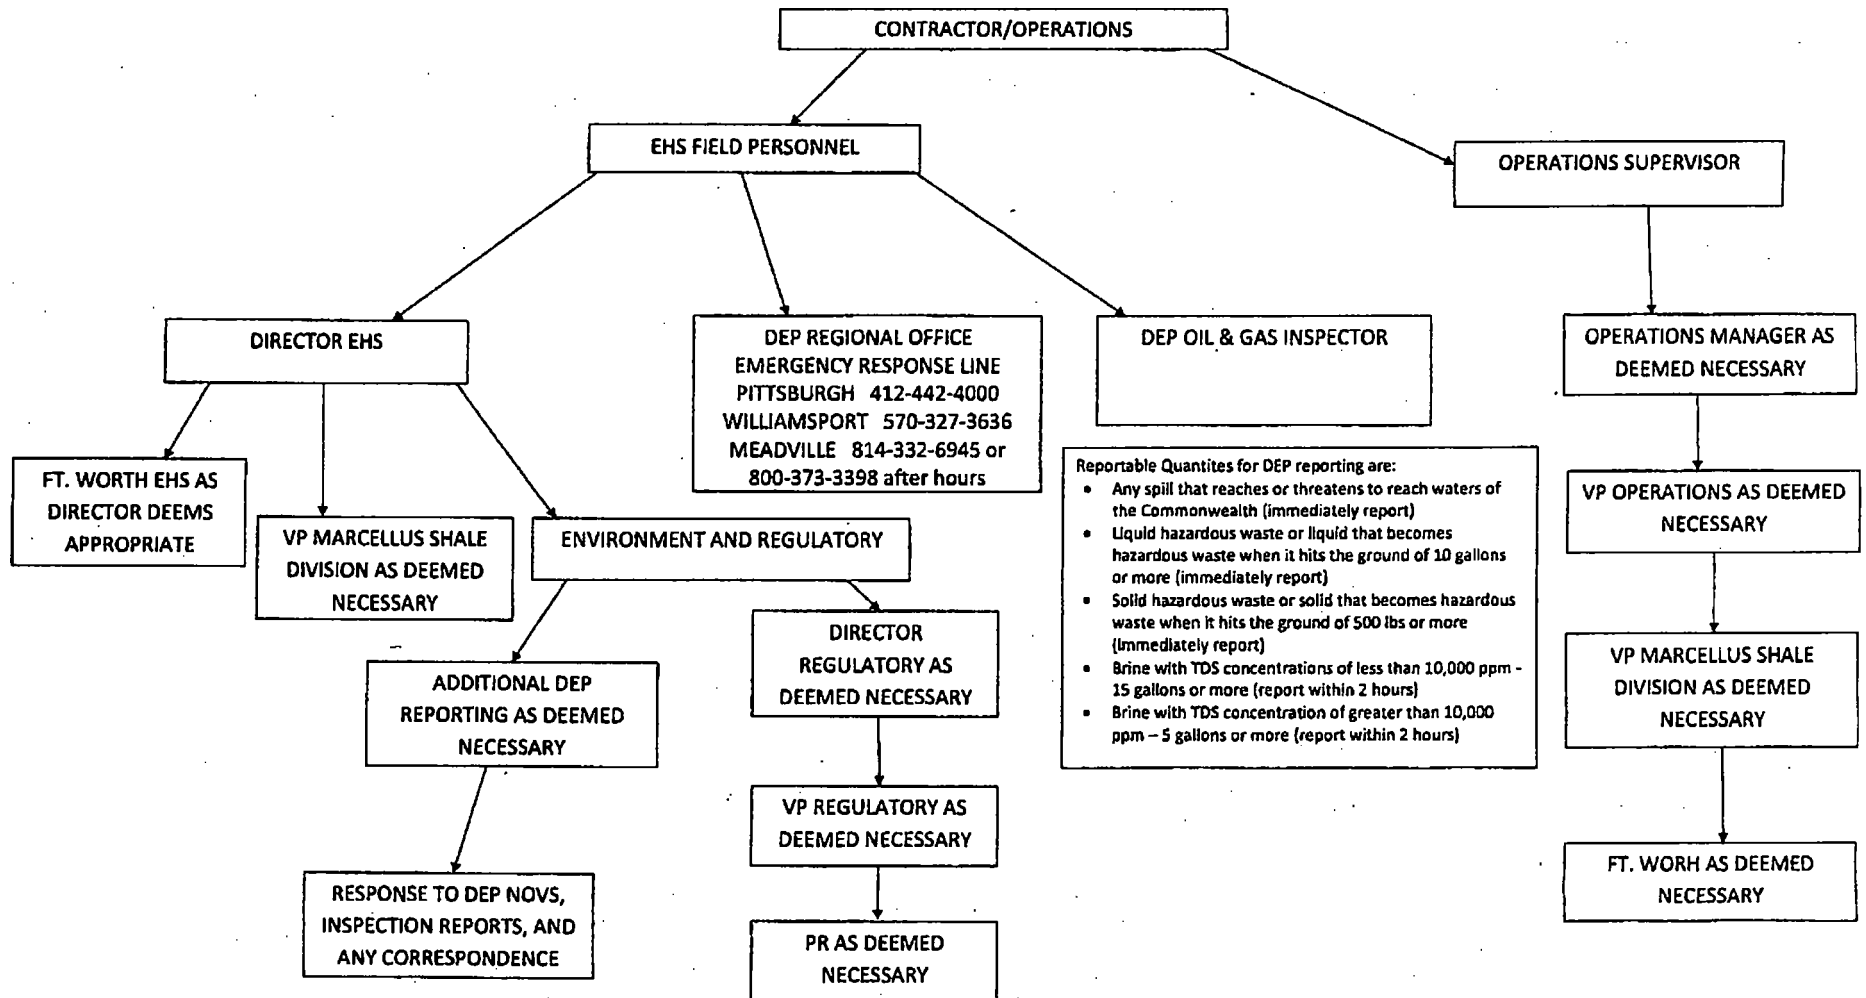 CONTRACTOR/OPERATIONS
EHS FIELD PERSONNEL
OPERATIONS SUPERVISOR
DIRECTOR EHS
DEP REGIONAL OFFICE
EMERGENCY RESPONSE LINE
PITTSBURGH 412-442-4000
WILLIAMSPORT 570-327-3636
MEADVILLE 814-332-6945 or
800-373-3398 after hours
DEP OIL & GAS INSPECTOR
OPERATIONS MANAGER AS
DEEMED NECESSARY
FT. WORTH EHS AS
DIRECTOR DEEMS
APPROPRIATE
VP MARCELLUS SHALE
DIVISION AS DEEMED
NECESSARY
ENVIRONMENT AND REGULATORY
Reportable Quantites for DEP reporting are:
• Any spill that reaches or threatens to reach waters of
the Commonwealth (immediately report)
• Liquid hazardous waste or liquid that becomes
hazardous waste when it hits the ground of 10 gallons
or more (immediately report)
• Solid hazardous waste or solid that becomes hazardous
waste when it hits the ground of 500 lbs or more
(immediately report)
• Brine with TDS concentrations of less than 10,000 ppm -
15 gallons or more (report within 2 hours)
• Brine with TDS concentration of greater than 10,000
ppm – 5 gallons or more (report within 2 hours)
VP OPERATIONS AS DEEMED
NECESSARY
ADDITIONAL DEP
REPORTING AS DEEMED
NECESSARY
DIRECTOR
REGULATORY AS
DEEMED NECESSARY
VP MARCELLUS SHALE
DIVISION AS DEEMED
NECESSARY
VP REGULATORY AS
DEEMED NECESSARY
FT. WORH AS DEEMED
NECESSARY
RESPONSE TO DEP NOVS,
INSPECTION REPORTS, AND
ANY CORRESPONDENCE
PR AS DEEMED
NECESSARY